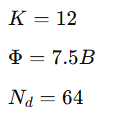 K = 12
Φ = 7.5B
N_d = 64